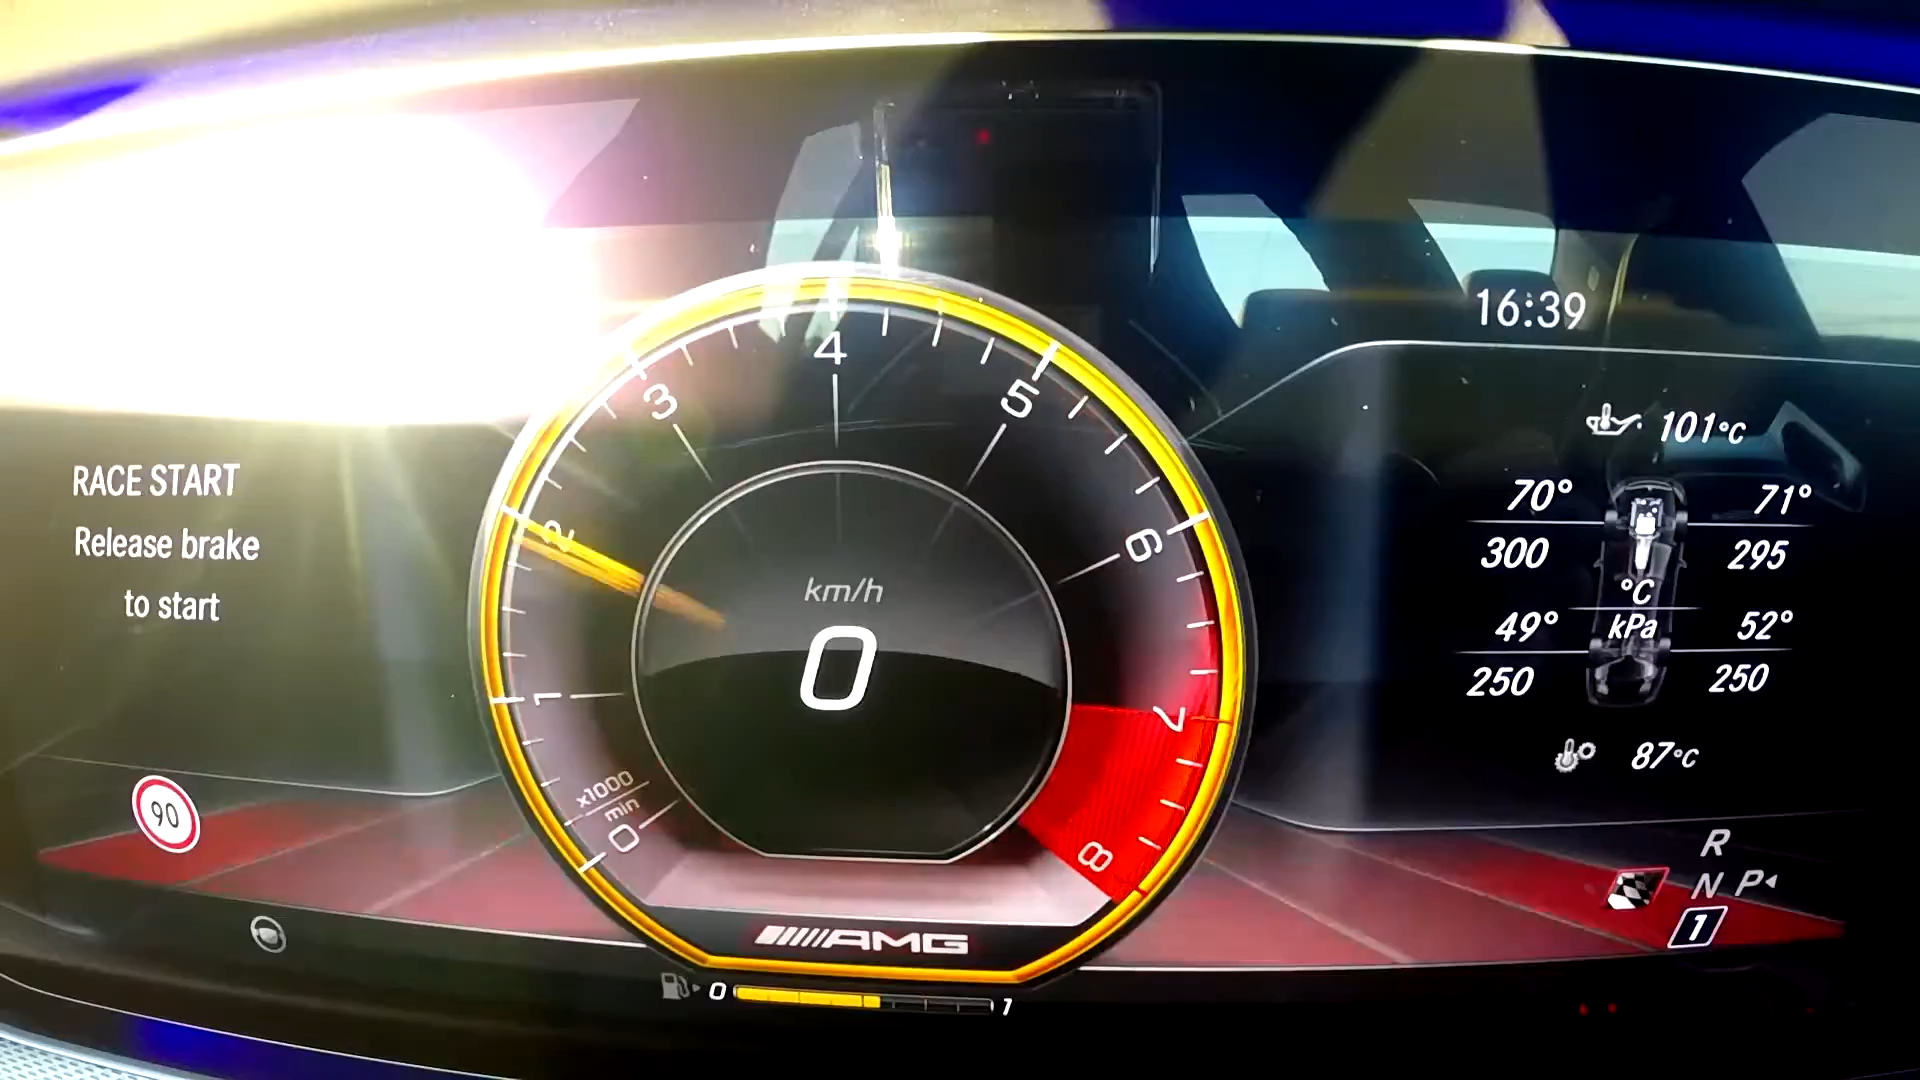 16:39
101°C
70° 71°
300 295
°C
49° kPa 52°
250 250
87°C
RACE START
Release brake
to start
90
0
1
2
3
4
5
6
7
8
x1000
min
km/h
0
AMG
0 1
R
N P
1